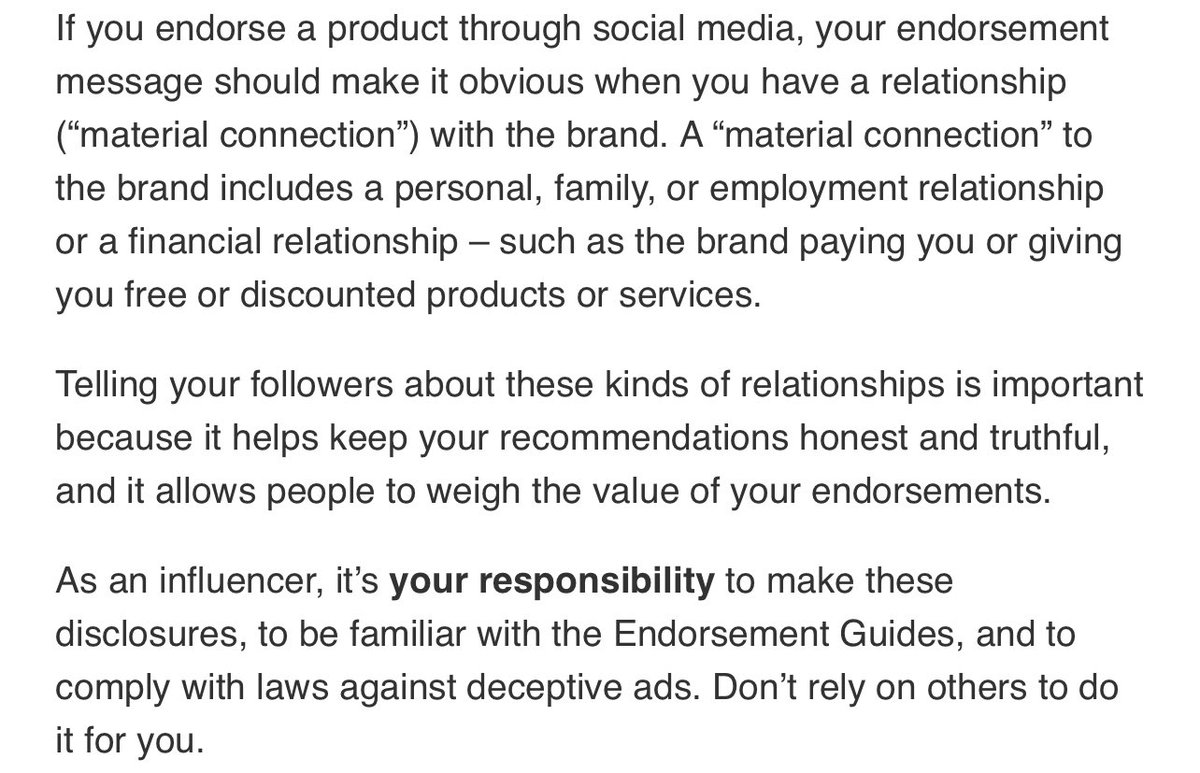 If you endorse a product through social media, your endorsement
message should make it obvious when you have a relationship
(“material connection”) with the brand. A “material connection” to
the brand includes a personal, family, or employment relationship
or a financial relationship – such as the brand paying you or giving
you free or discounted products or services.
Telling your followers about these kinds of relationships is important
because it helps keep your recommendations honest and truthful,
and it allows people to weigh the value of your endorsements.
As an influencer, it’s your responsibility to make these
disclosures, to be familiar with the Endorsement Guides, and to
comply with laws against deceptive ads. Don’t rely on others to do
it for you.